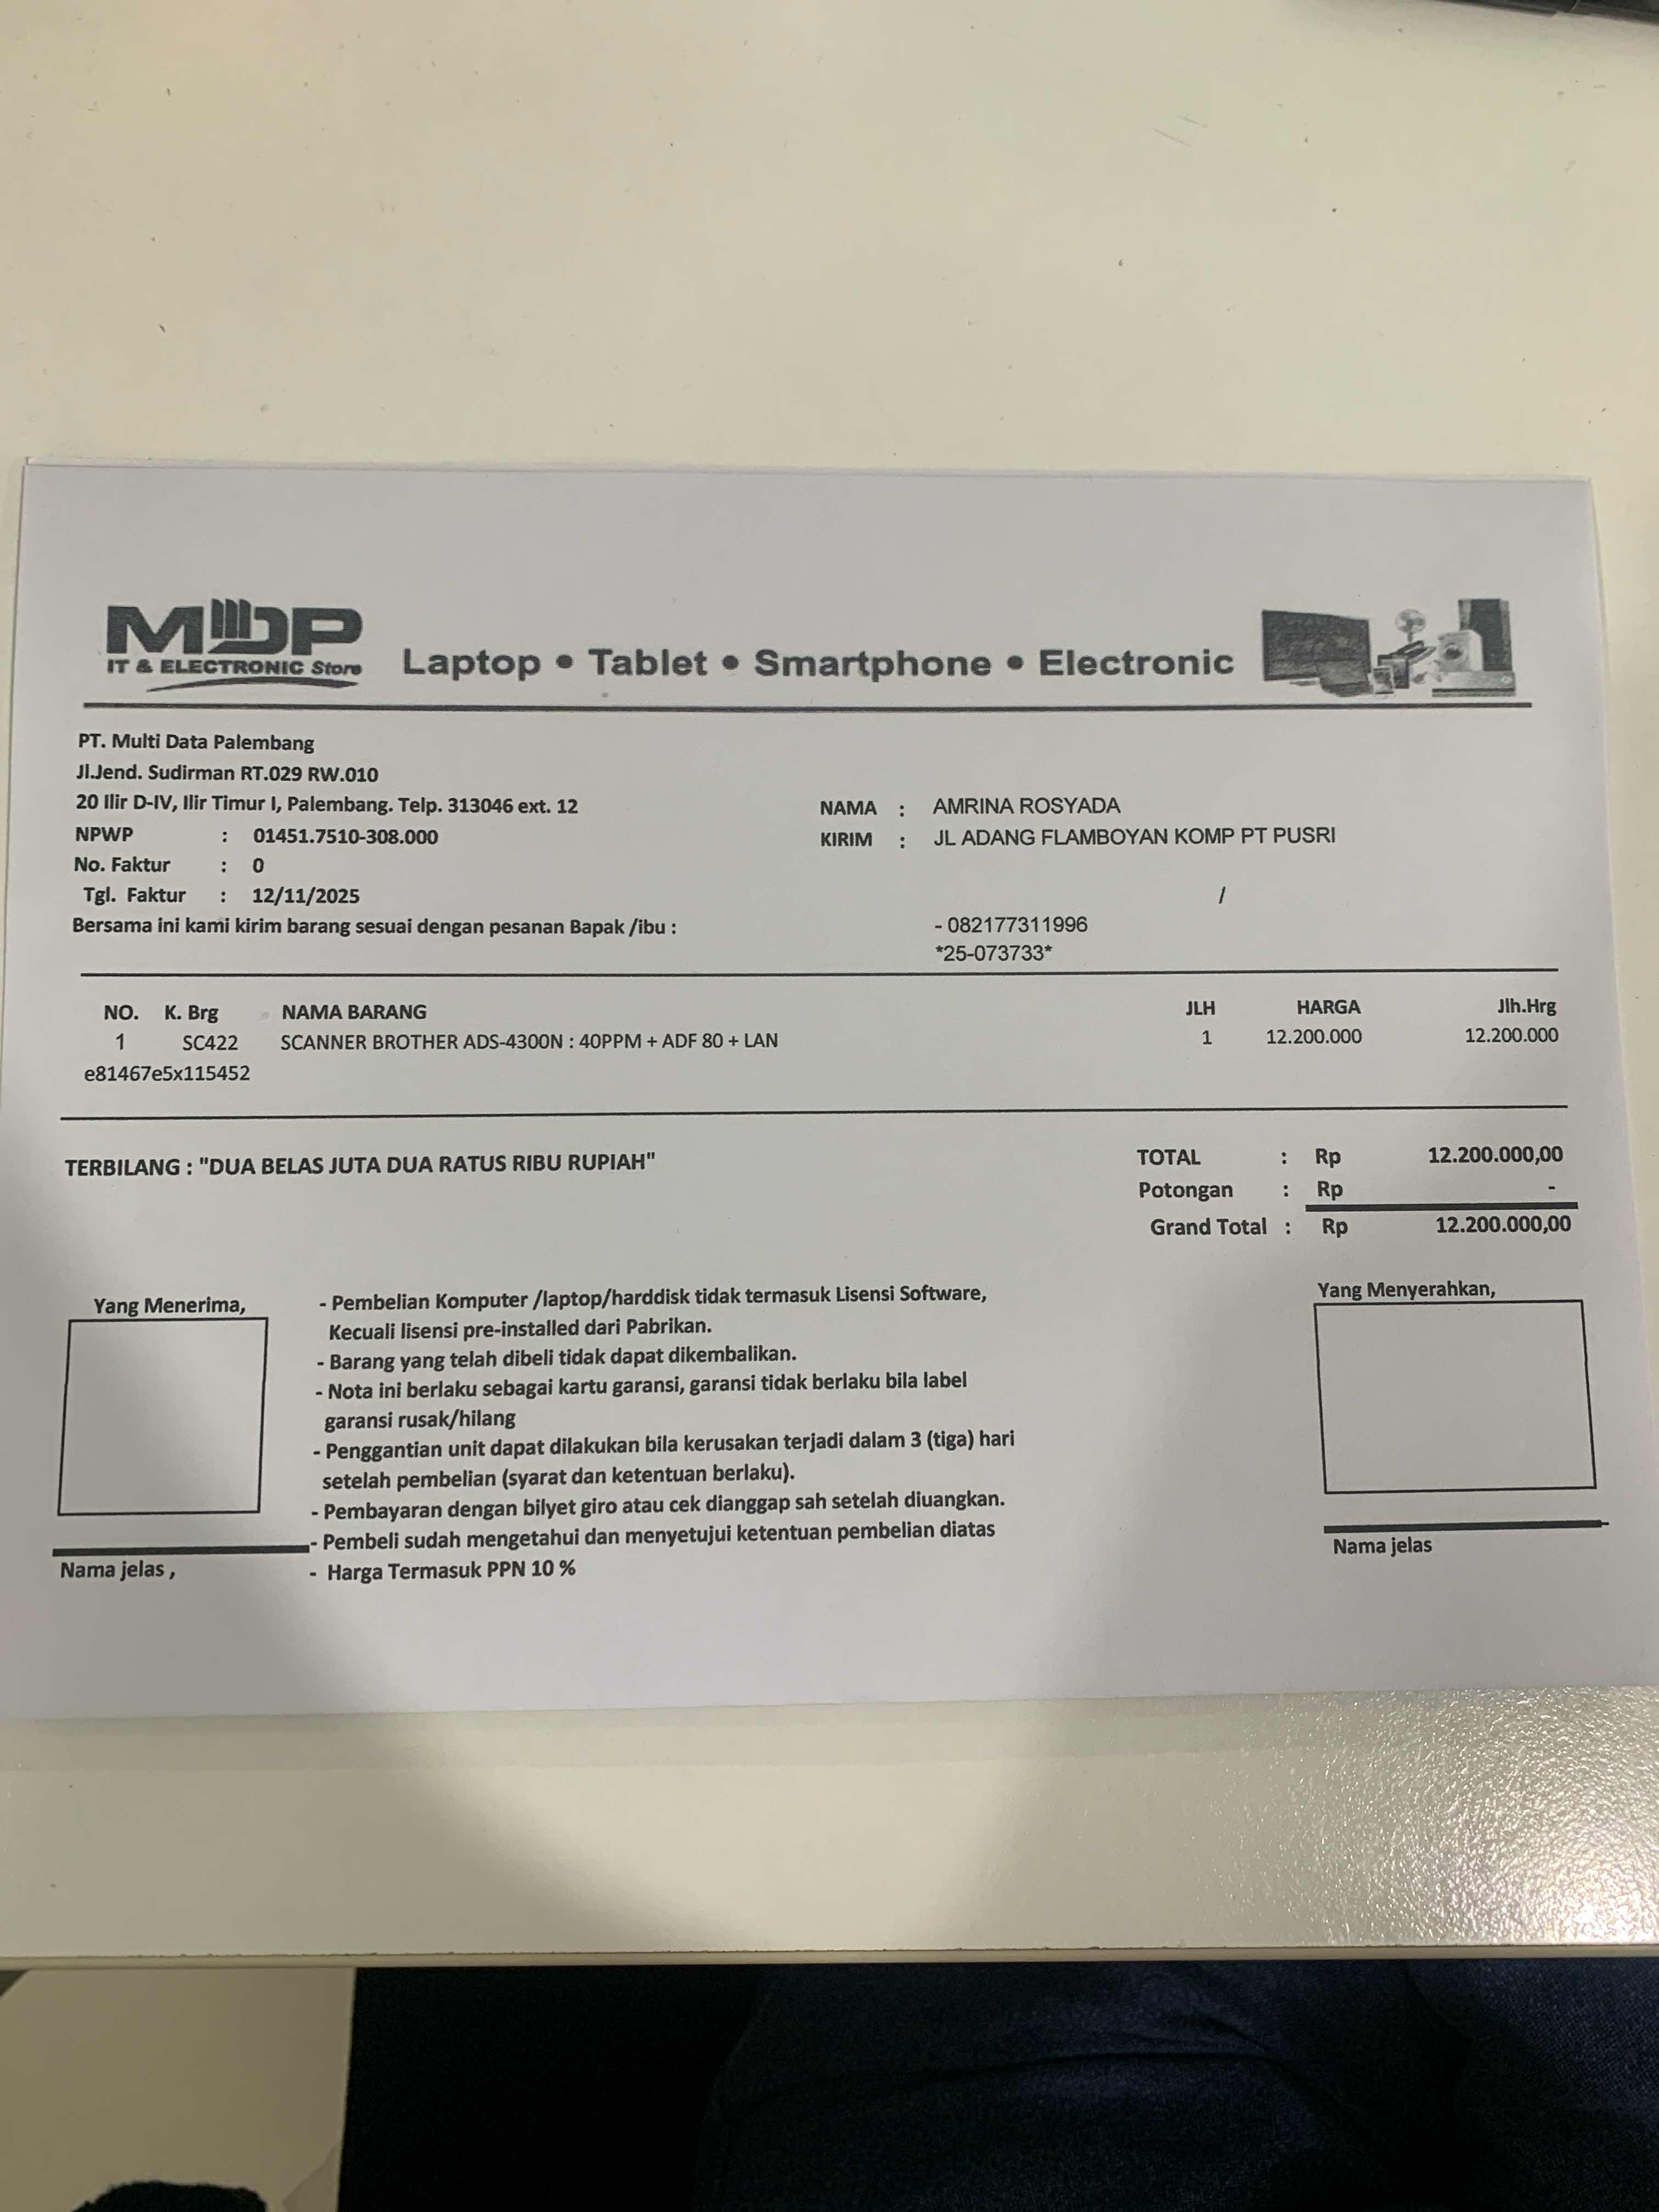 MDP
IT & ELECTRONIC Store
Laptop • Tablet • Smartphone • Electronic
PT. Multi Data Palembang
Jl.Jend. Sudirman RT.029 RW.010
20 Ilir D-IV, Ilir Timur I, Palembang. Telp. 313046 ext. 12
NPWP : 01451.7510-308.000
No. Faktur : 0
Tgl. Faktur : 12/11/2025
Bersama ini kami kirim barang sesuai dengan pesanan Bapak /ibu :
NAMA : AMRINA ROSYADA
KIRIM : JL ADANG FLAMBOYAN KOMP PT PUSRI
/
- 082177311996
*25-073733*
NO. K. Brg NAMA BARANG JLH HARGA Jlh.Hrg
1 SC422 SCANNER BROTHER ADS-4300N : 40PPM + ADF 80 + LAN 1 12.200.000 12.200.000
e81467e5x115452
TERBILANG : "DUA BELAS JUTA DUA RATUS RIBU RUPIAH"
TOTAL : Rp 12.200.000,00
Potongan : Rp -
Grand Total : Rp 12.200.000,00
Yang Menerima,
Nama jelas ,
- Pembelian Komputer /laptop/harddisk tidak termasuk Lisensi Software,
Kecuali lisensi pre-installed dari Pabrikan.
- Barang yang telah dibeli tidak dapat dikembalikan.
- Nota ini berlaku sebagai kartu garansi, garansi tidak berlaku bila label
garansi rusak/hilang
- Penggantian unit dapat dilakukan bila kerusakan terjadi dalam 3 (tiga) hari
setelah pembelian (syarat dan ketentuan berlaku).
- Pembayaran dengan bilyet giro atau cek dianggap sah setelah diuangkan.
- Pembeli sudah mengetahui dan menyetujui ketentuan pembelian diatas
- Harga Termasuk PPN 10 %
Yang Menyerahkan,
Nama jelas